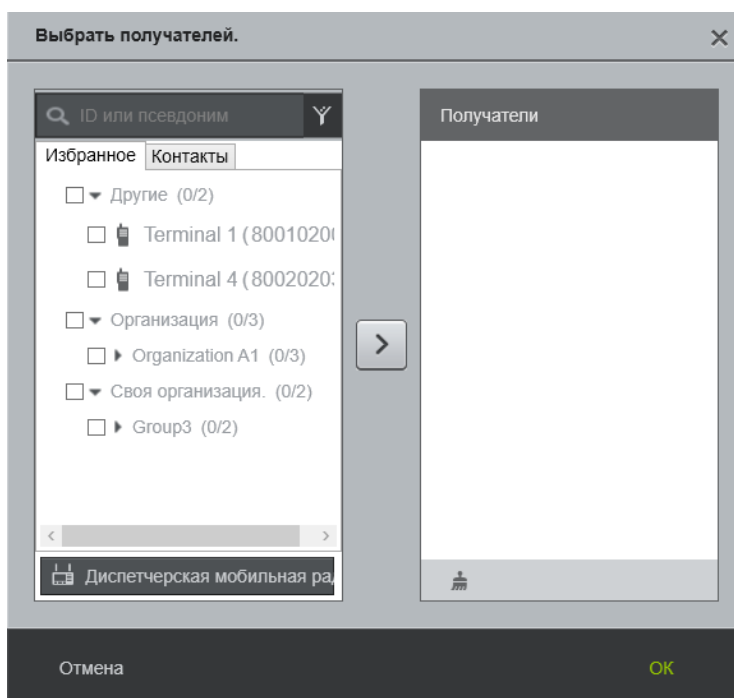 Выбрать получателей.
ID или псевдоним
Избранное Контакты
Другие (0/2)
Terminal 1 (8001020
Terminal 4 (8002020
Организация (0/3)
Organization A1 (0/3)
Своя организация. (0/2)
Group3 (0/2)
Диспетчерская мобильная
Получатели
Отмена
OK